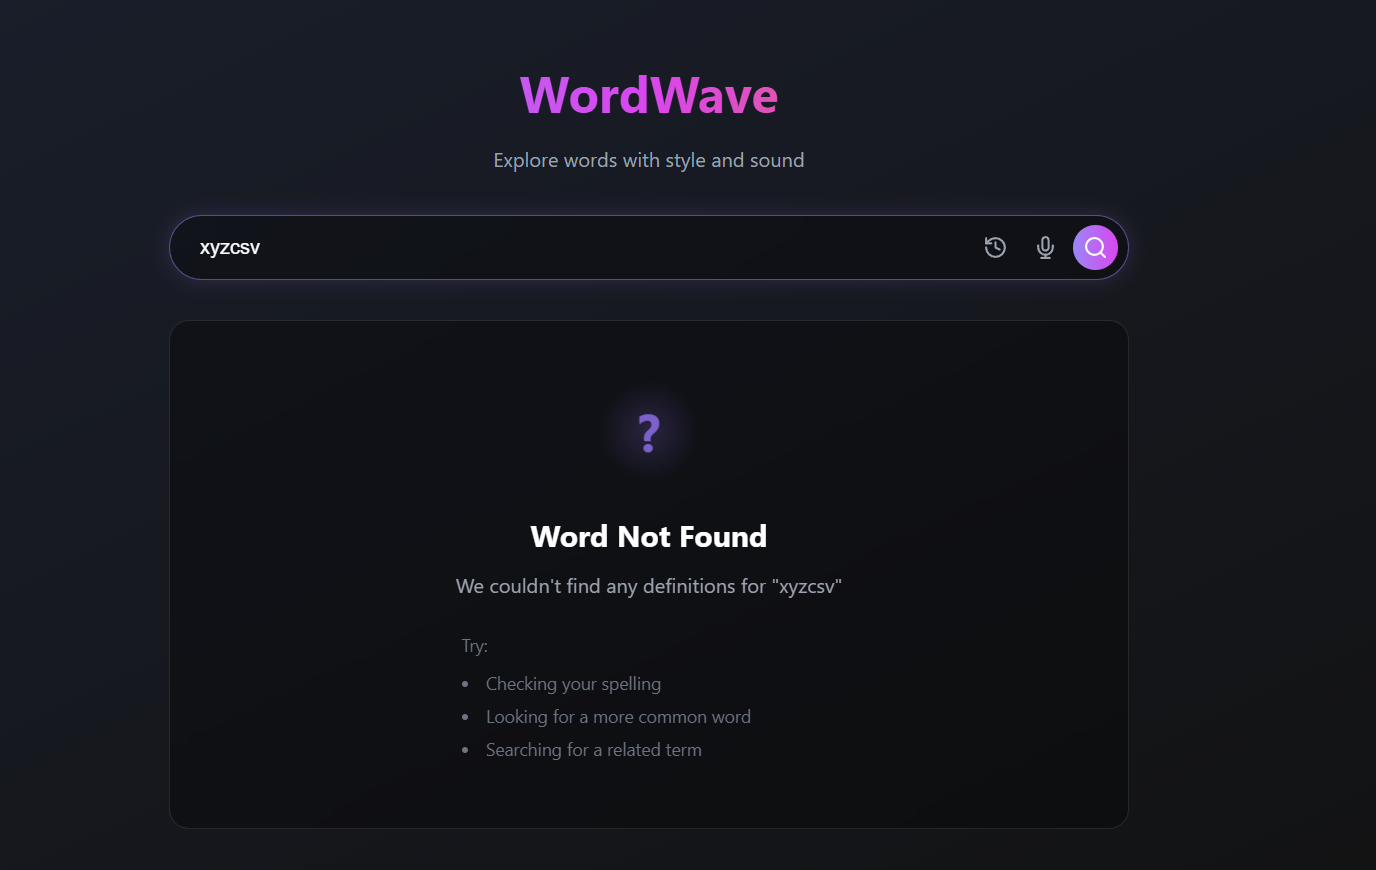 WordWave
Explore words with style and sound
xyzcsv
?
Word Not Found
We couldn't find any definitions for "xyzcsv"
Try:
• Checking your spelling
• Looking for a more common word
• Searching for a related term